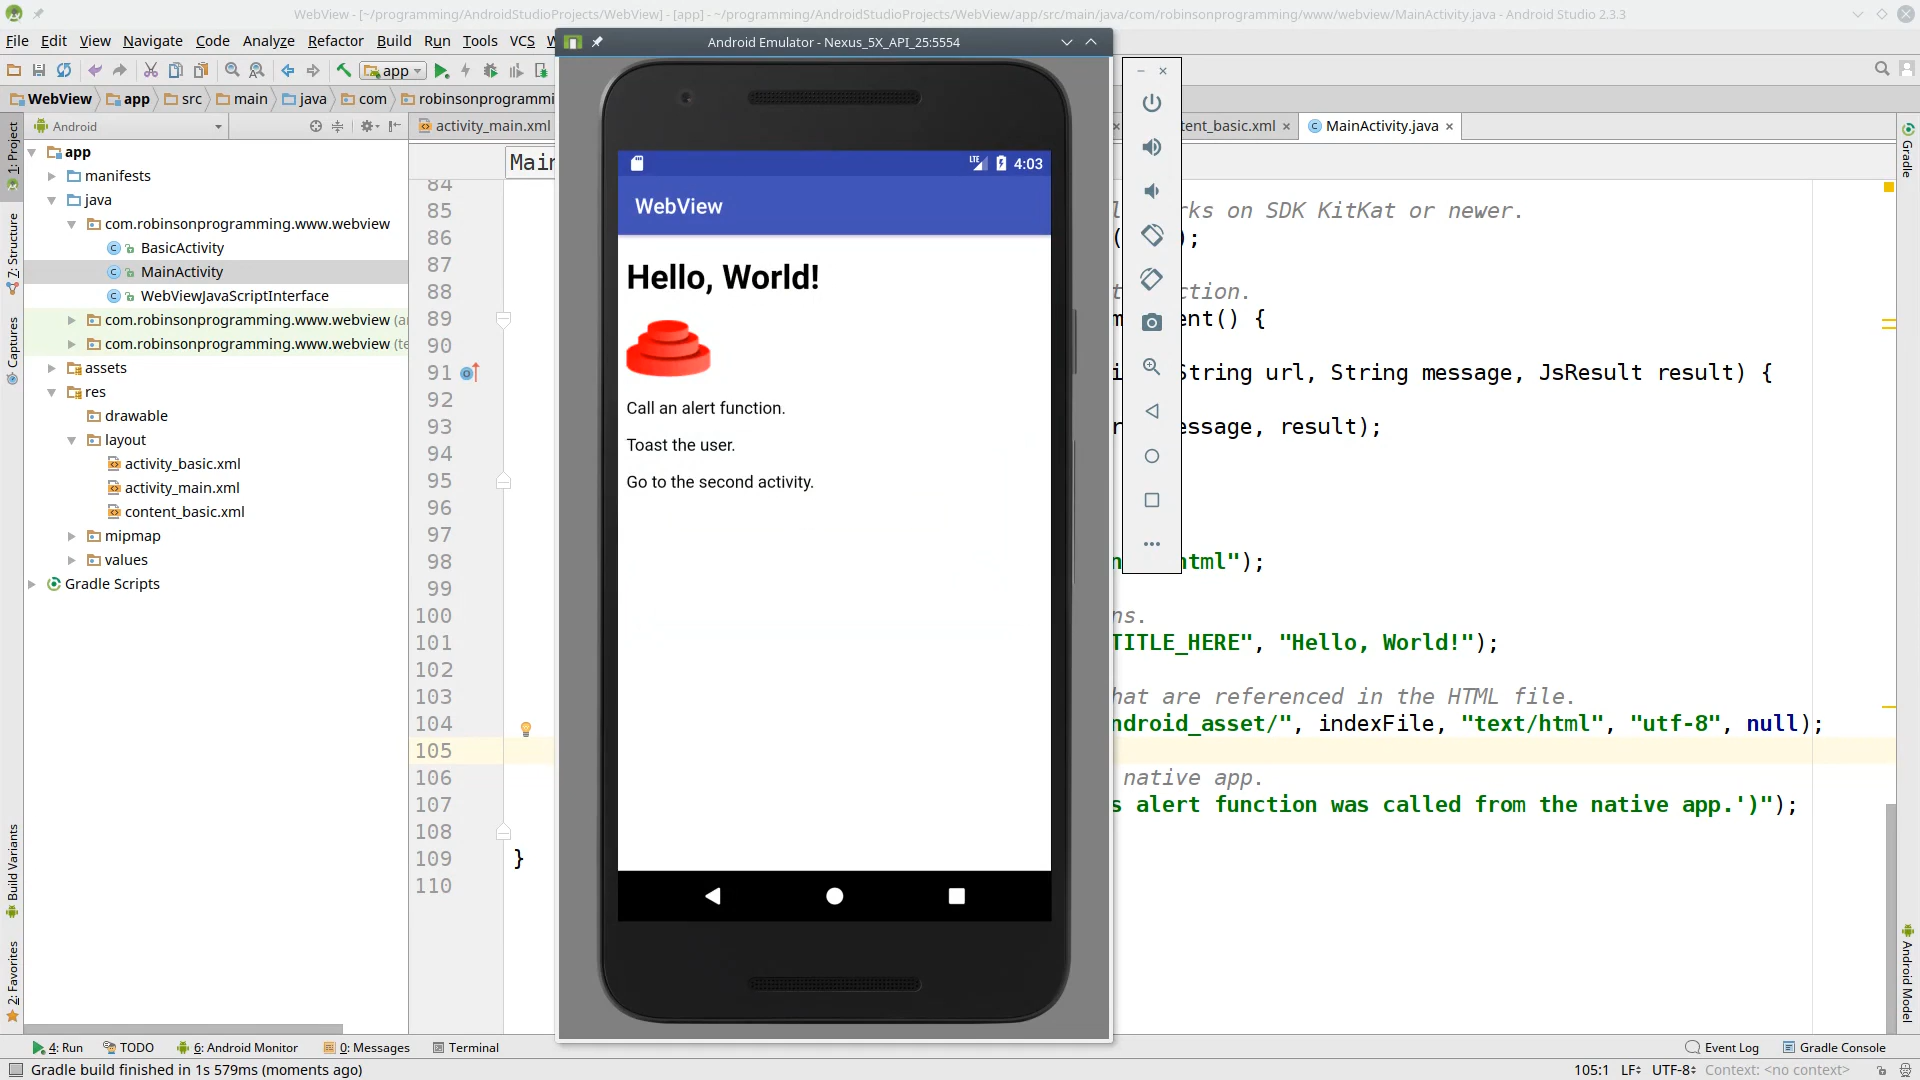 WebView - [~/programming/AndroidStudioProjects/WebView] - [app] - ~/programming/AndroidStudioProjects/WebView/app/src/main/java/com/robinsonprogramming/www/webview/MainActivity.java - Android Studio 2.3.3
File Edit View Navigate Code Analyze Refactor Build Run Tools VCS W
Android Emulator - Nexus_5X_API_25:5554
app
WebView app src main java com robinsonprogrammi
Android
activity_main.xml
tent_basic.xml
MainActivity.java
1: Project
7: Structure
Captures
Build Variants
2: Favorites
Gradle
Android Model
app
manifests
java
com.robinsonprogramming.www.webview
BasicActivity
MainActivity
WebViewJavaScriptInterface
com.robinsonprogramming.www.webview (ar
com.robinsonprogramming.www.webview (te
assets
res
drawable
layout
activity_basic.xml
activity_main.xml
content_basic.xml
mipmap
values
Gradle Scripts
Main
84
85
86
87
88
89
90
91
92
93
94
95
96
97
98
99
100
101
102
103
104
105
106
107
108
109 }
110
LTE 4:03
WebView
Hello, World!
Call an alert function.
Toast the user.
Go to the second activity.
rks on SDK KitKat or newer.
);
ction.
ent() {
String url, String message, JsResult result) {
essage, result);
html");
ns.
TITLE_HERE", "Hello, World!");
hat are referenced in the HTML file.
ndroid_asset/", indexFile, "text/html", "utf-8", null);
native app.
s alert function was called from the native app.')");
4: Run TODO 6: Android Monitor 0: Messages Terminal Event Log Gradle Console
Gradle build finished in 1s 579ms (moments ago) 105:1 LF UTF-8 Context: <no context>